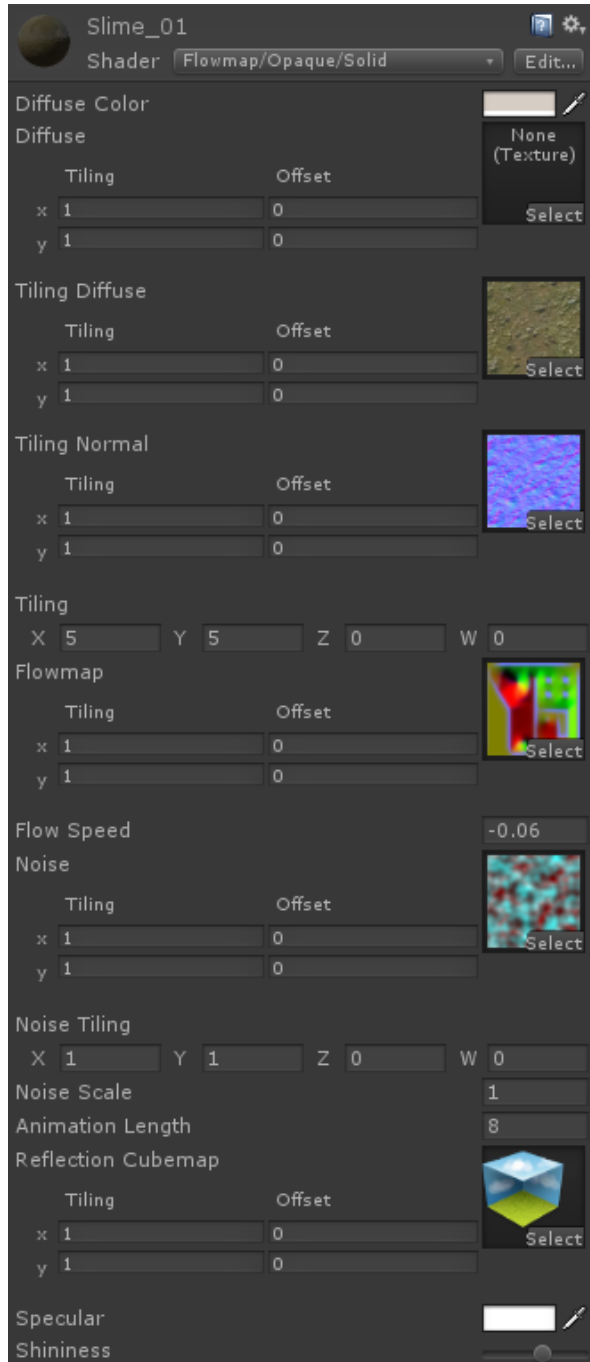 Slime_01
Shader Flowmap/Opaque/Solid Edit...
Diffuse Color
Diffuse None
(Texture)
Tiling Offset
x 1 0 Select
y 1 0
Tiling Diffuse
Tiling Offset
x 1 0 Select
y 1 0
Tiling Normal
Tiling Offset
x 1 0 Select
y 1 0
Tiling
X 5 Y 5 Z 0 W 0
Flowmap
Tiling Offset
x 1 0 Select
y 1 0
Flow Speed -0.06
Noise
Tiling Offset
x 1 0 Select
y 1 0
Noise Tiling
X 1 Y 1 Z 0 W 0
Noise Scale 1
Animation Length 8
Reflection Cubemap
Tiling Offset
x 1 0 Select
y 1 0
Specular
Shininess